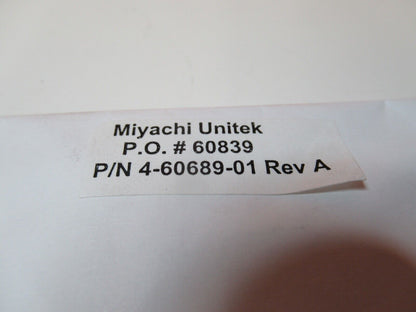 Miyachi Unitek
P.O. # 60839
P/N 4-60689-01 Rev A